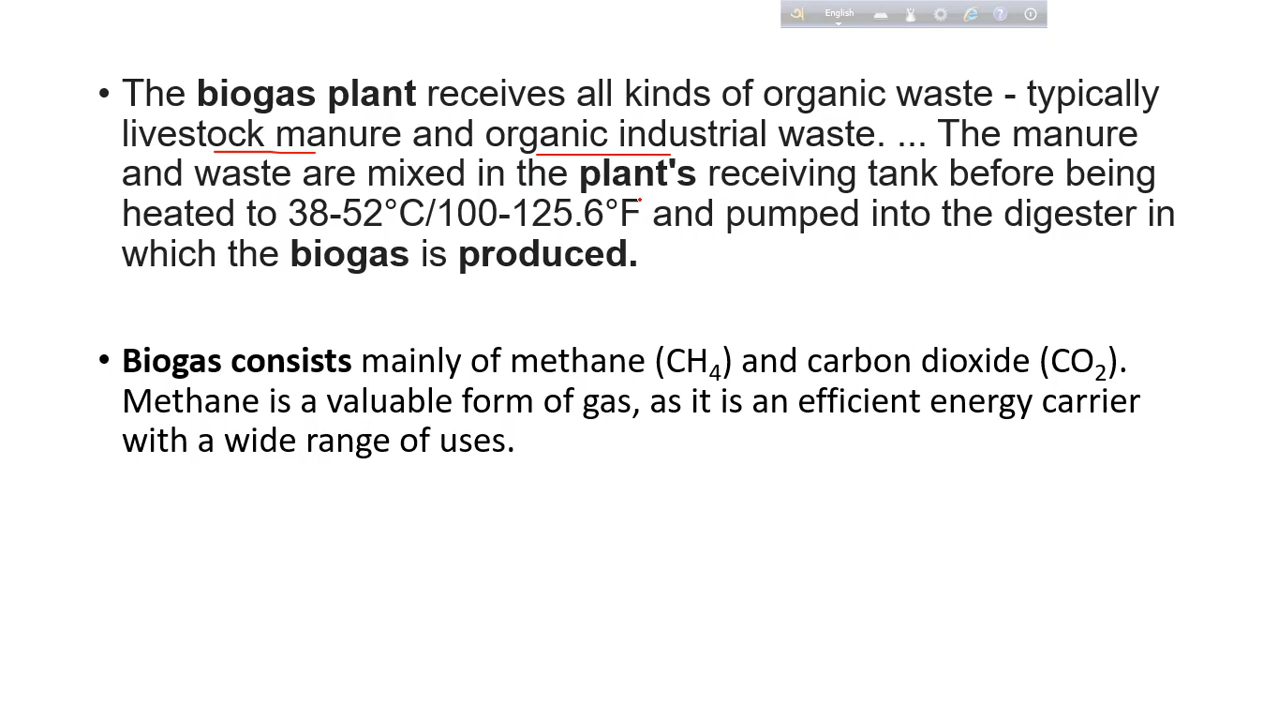 অ English
• The biogas plant receives all kinds of organic waste - typically
livestock manure and organic industrial waste. ... The manure
and waste are mixed in the plant's receiving tank before being
heated to 38-52°C/100-125.6°F and pumped into the digester in
which the biogas is produced.
• Biogas consists mainly of methane (CH₄) and carbon dioxide (CO₂).
Methane is a valuable form of gas, as it is an efficient energy carrier
with a wide range of uses.